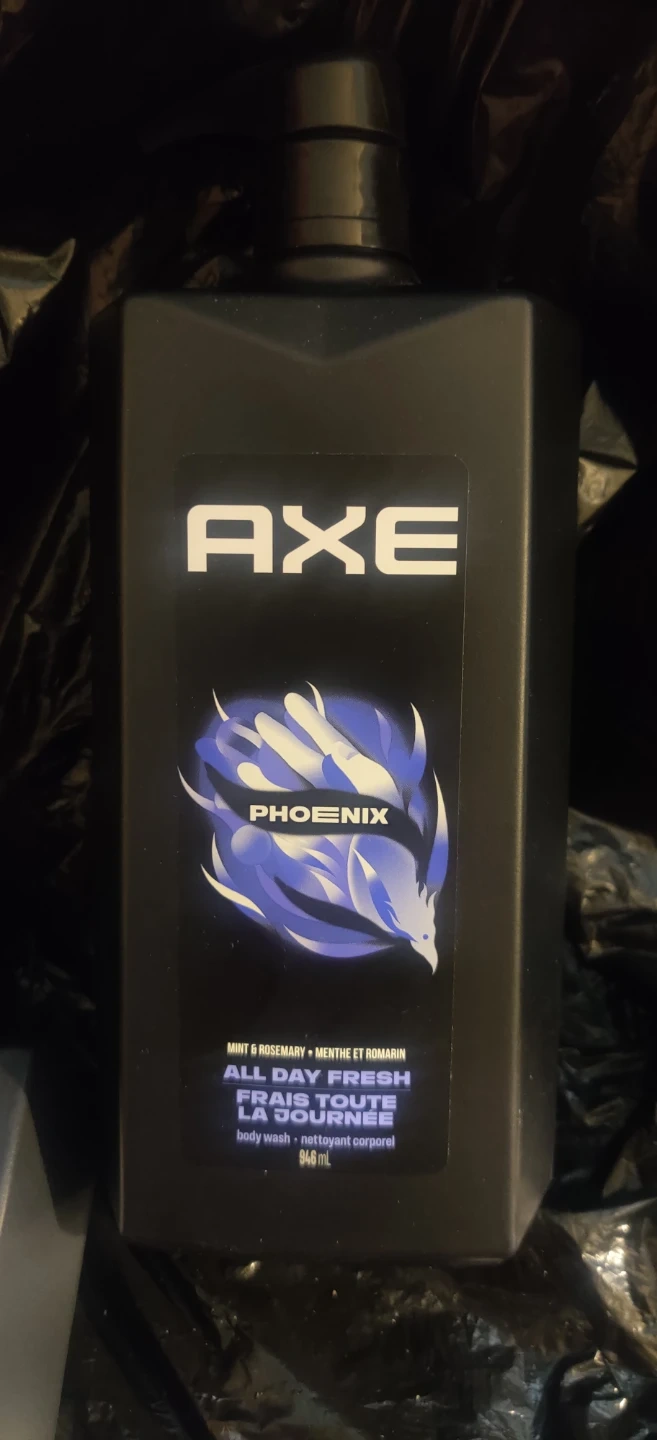 AXE
PHOENIX
MINT & ROSEMARY • MENTHE ET ROMARIN
ALL DAY FRESH
FRAIS TOUTE
LA JOURNÉE
body wash • nettoyant corporel
946 mL